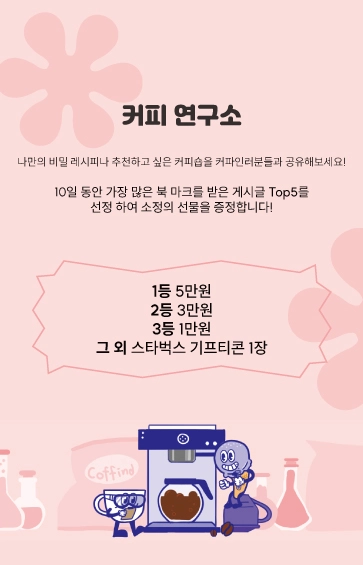 커피 연구소
나만의 비밀 레시피나 추천하고 싶은 커피숍을 커파인러분들과 공유해보세요!
10일 동안 가장 많은 북 마크를 받은 게시글 Top5를
선정 하여 소정의 선물을 증정합니다!
1등 5만원
2등 3만원
3등 1만원
그 외 스타벅스 기프티콘 1장
Coffind